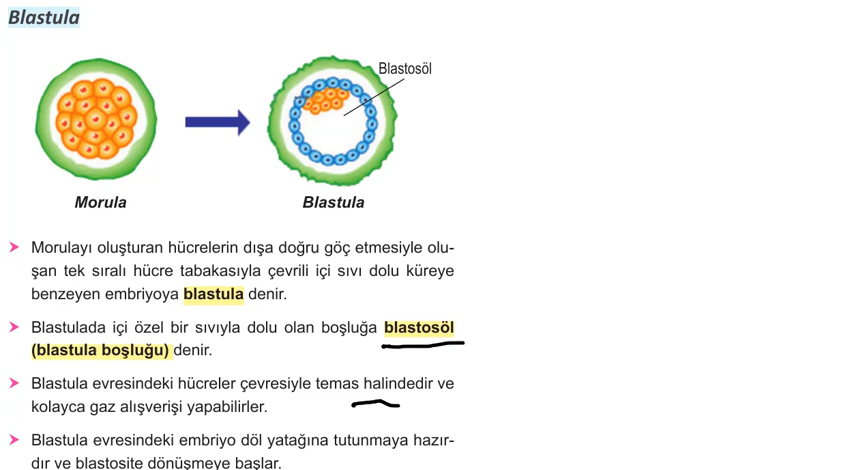 Blastula
Blastosöl
Morula
Blastula
Morulayı oluşturan hücrelerin dışa doğru göç etmesiyle olu-
şan tek sıralı hücre tabakasıyla çevrili içi sıvı dolu küreye
benzeyen embriyoya blastula denir.
Blastulada içi özel bir sıvıyla dolu olan boşluğa blastosöl
(blastula boşluğu) denir.
Blastula evresindeki hücreler çevresiyle temas halindedir ve
kolayca gaz alışverişi yapabilirler.
Blastula evresindeki embriyo döl yatağına tutunmaya hazır-
dır ve blastosite dönüşmeye başlar.